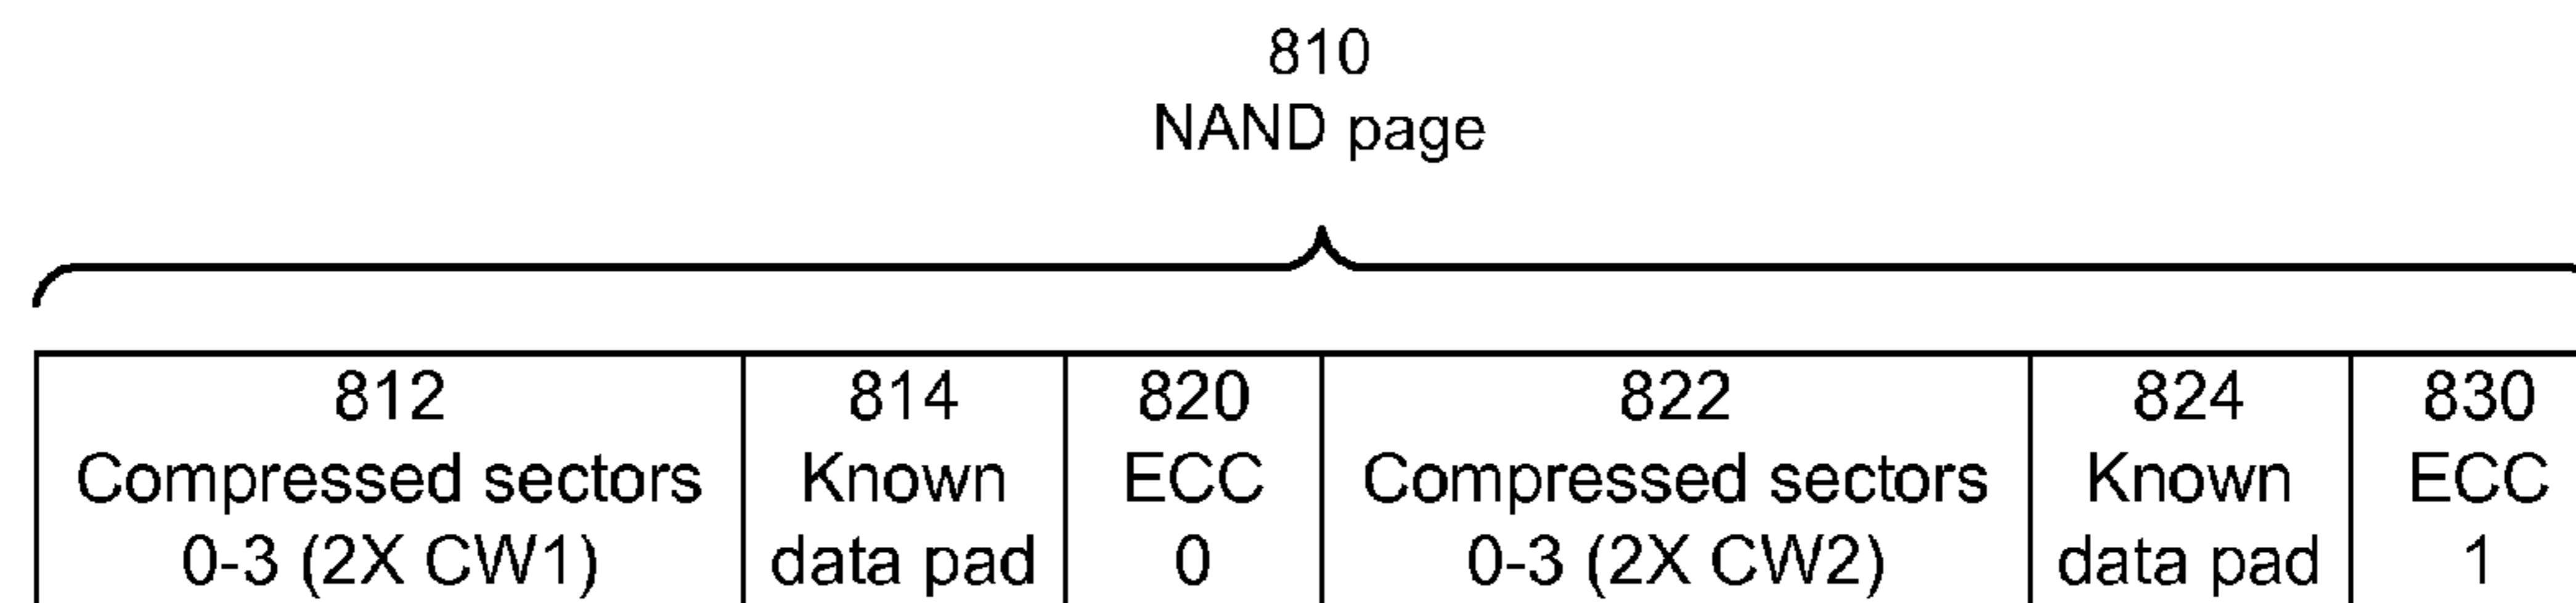 810
NAND page
812 814 820 822 824 830
Compressed sectors Known ECC Compressed sectors Known ECC
0-3 (2X CW1) data pad 0 0-3 (2X CW2) data pad 1